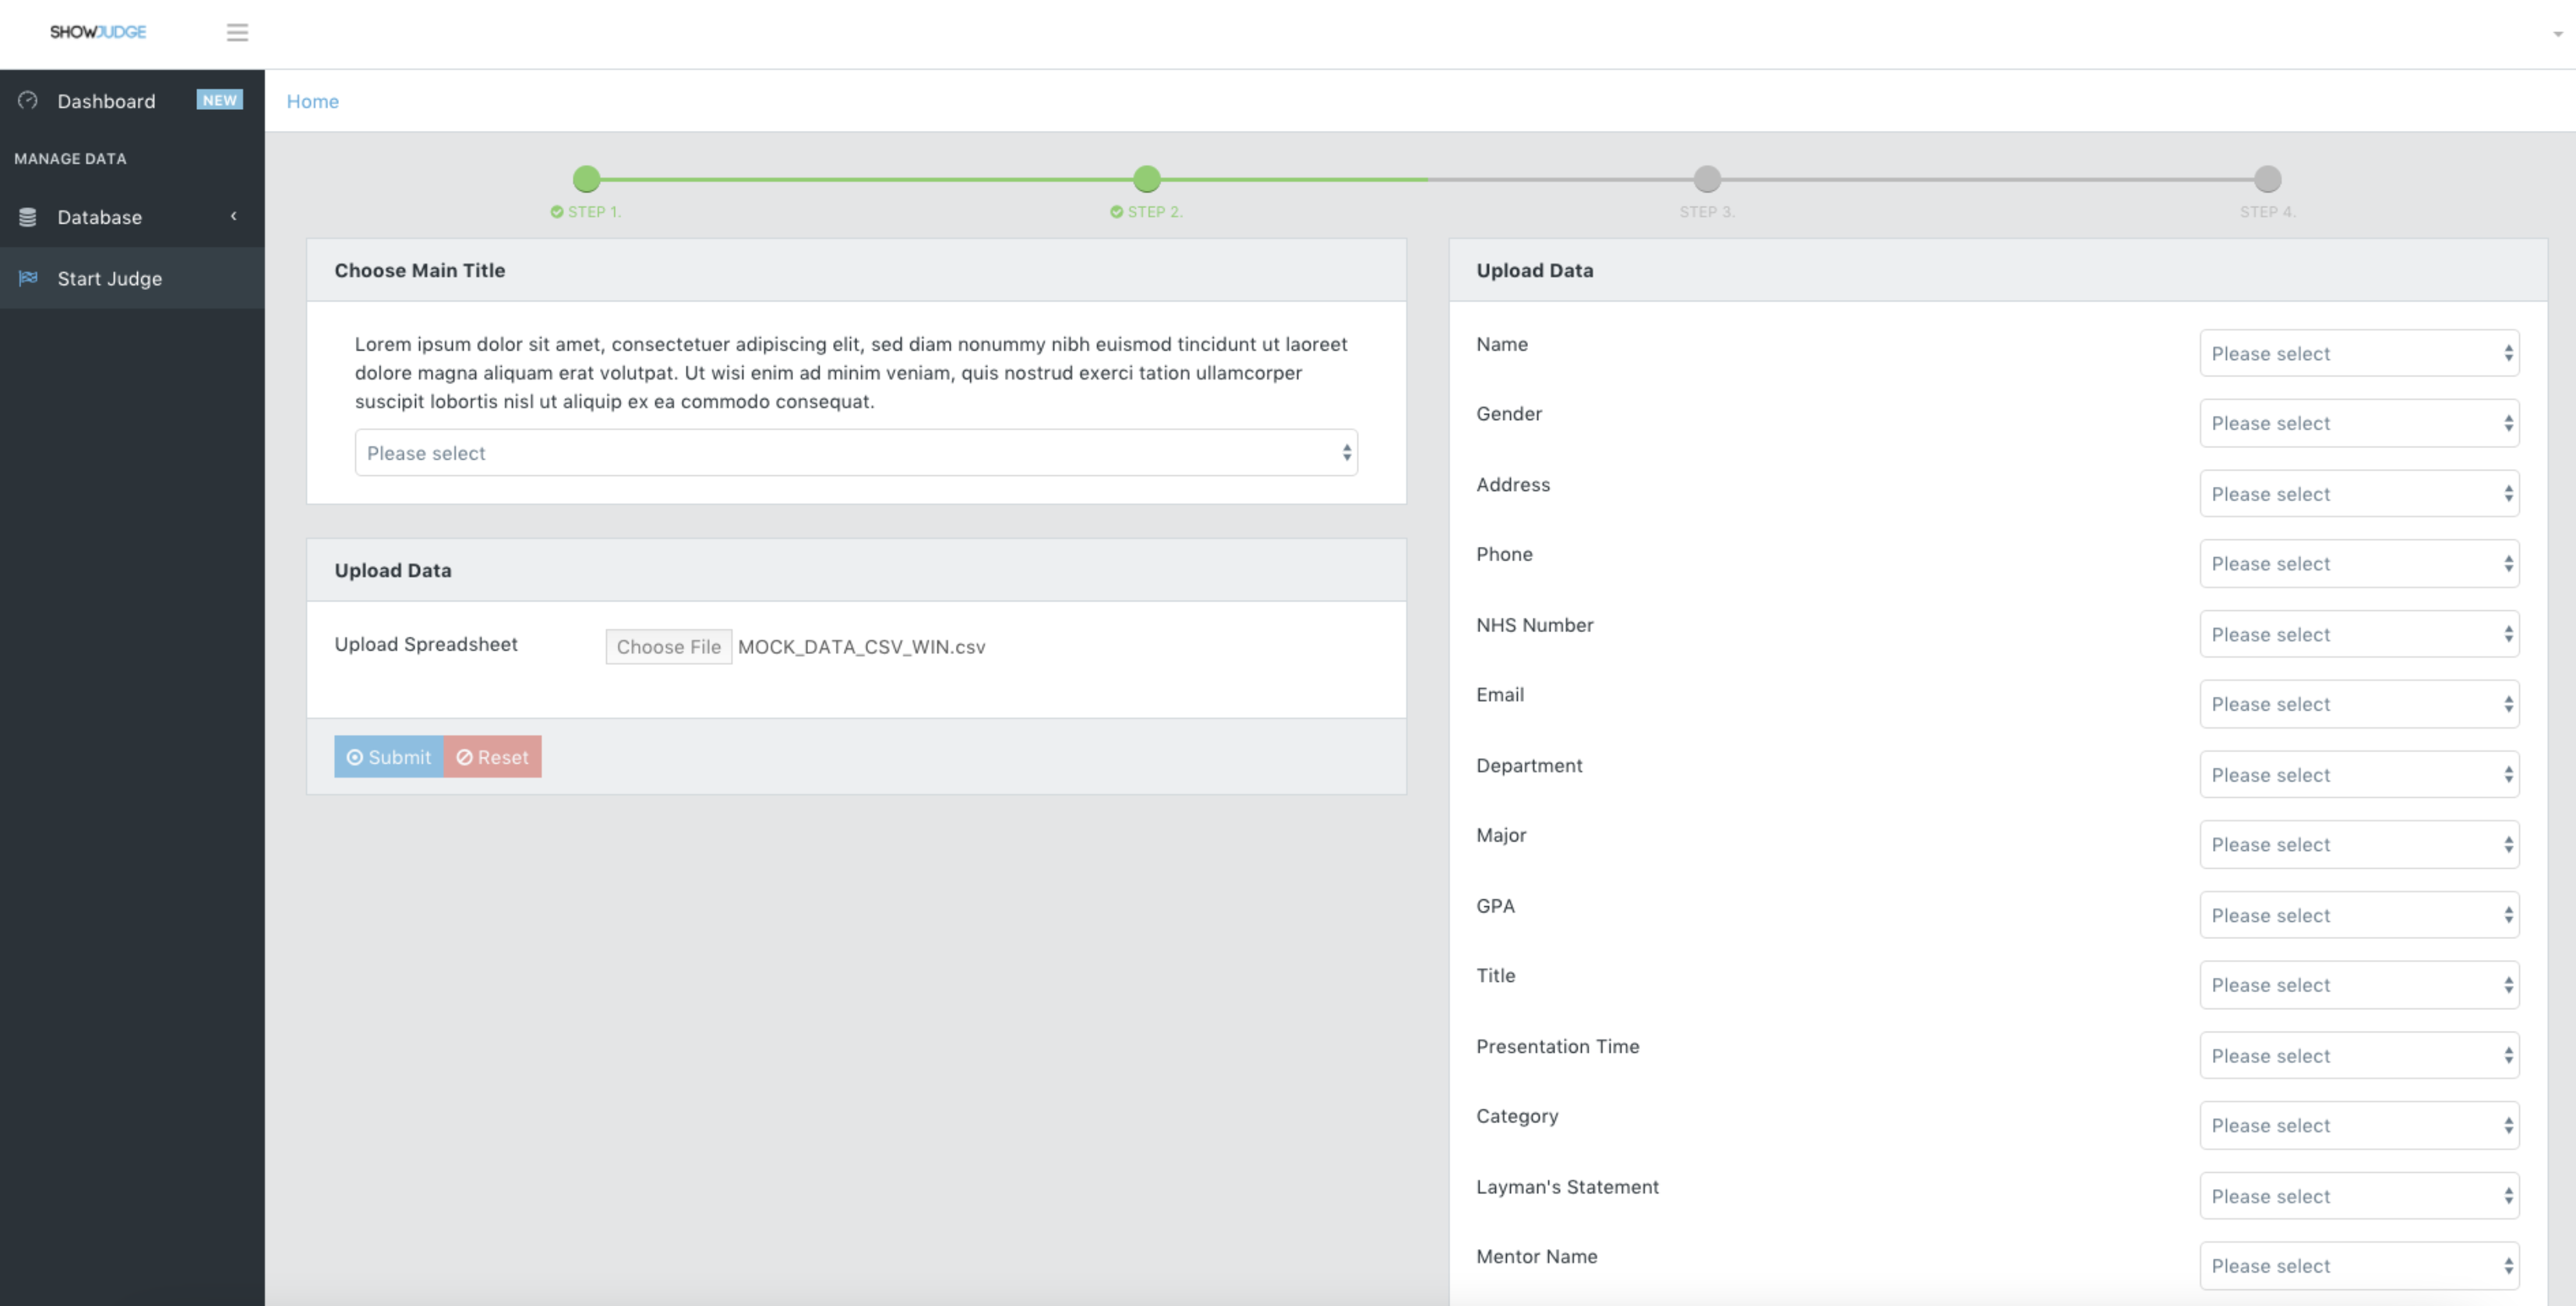 SHOWJUDGE
Dashboard NEW
MANAGE DATA
Database
Start Judge
Home
STEP 1.
STEP 2.
STEP 3.
STEP 4.
Choose Main Title
Lorem ipsum dolor sit amet, consectetuer adipiscing elit, sed diam nonummy nibh euismod tincidunt ut laoreet
dolore magna aliquam erat volutpat. Ut wisi enim ad minim veniam, quis nostrud exerci tation ullamcorper
suscipit lobortis nisl ut aliquip ex ea commodo consequat.
Please select
Upload Data
Upload Spreadsheet Choose File MOCK_DATA_CSV_WIN.csv
Submit Reset
Upload Data
Name Please select
Gender Please select
Address Please select
Phone Please select
NHS Number Please select
Email Please select
Department Please select
Major Please select
GPA Please select
Title Please select
Presentation Time Please select
Category Please select
Layman's Statement Please select
Mentor Name Please select